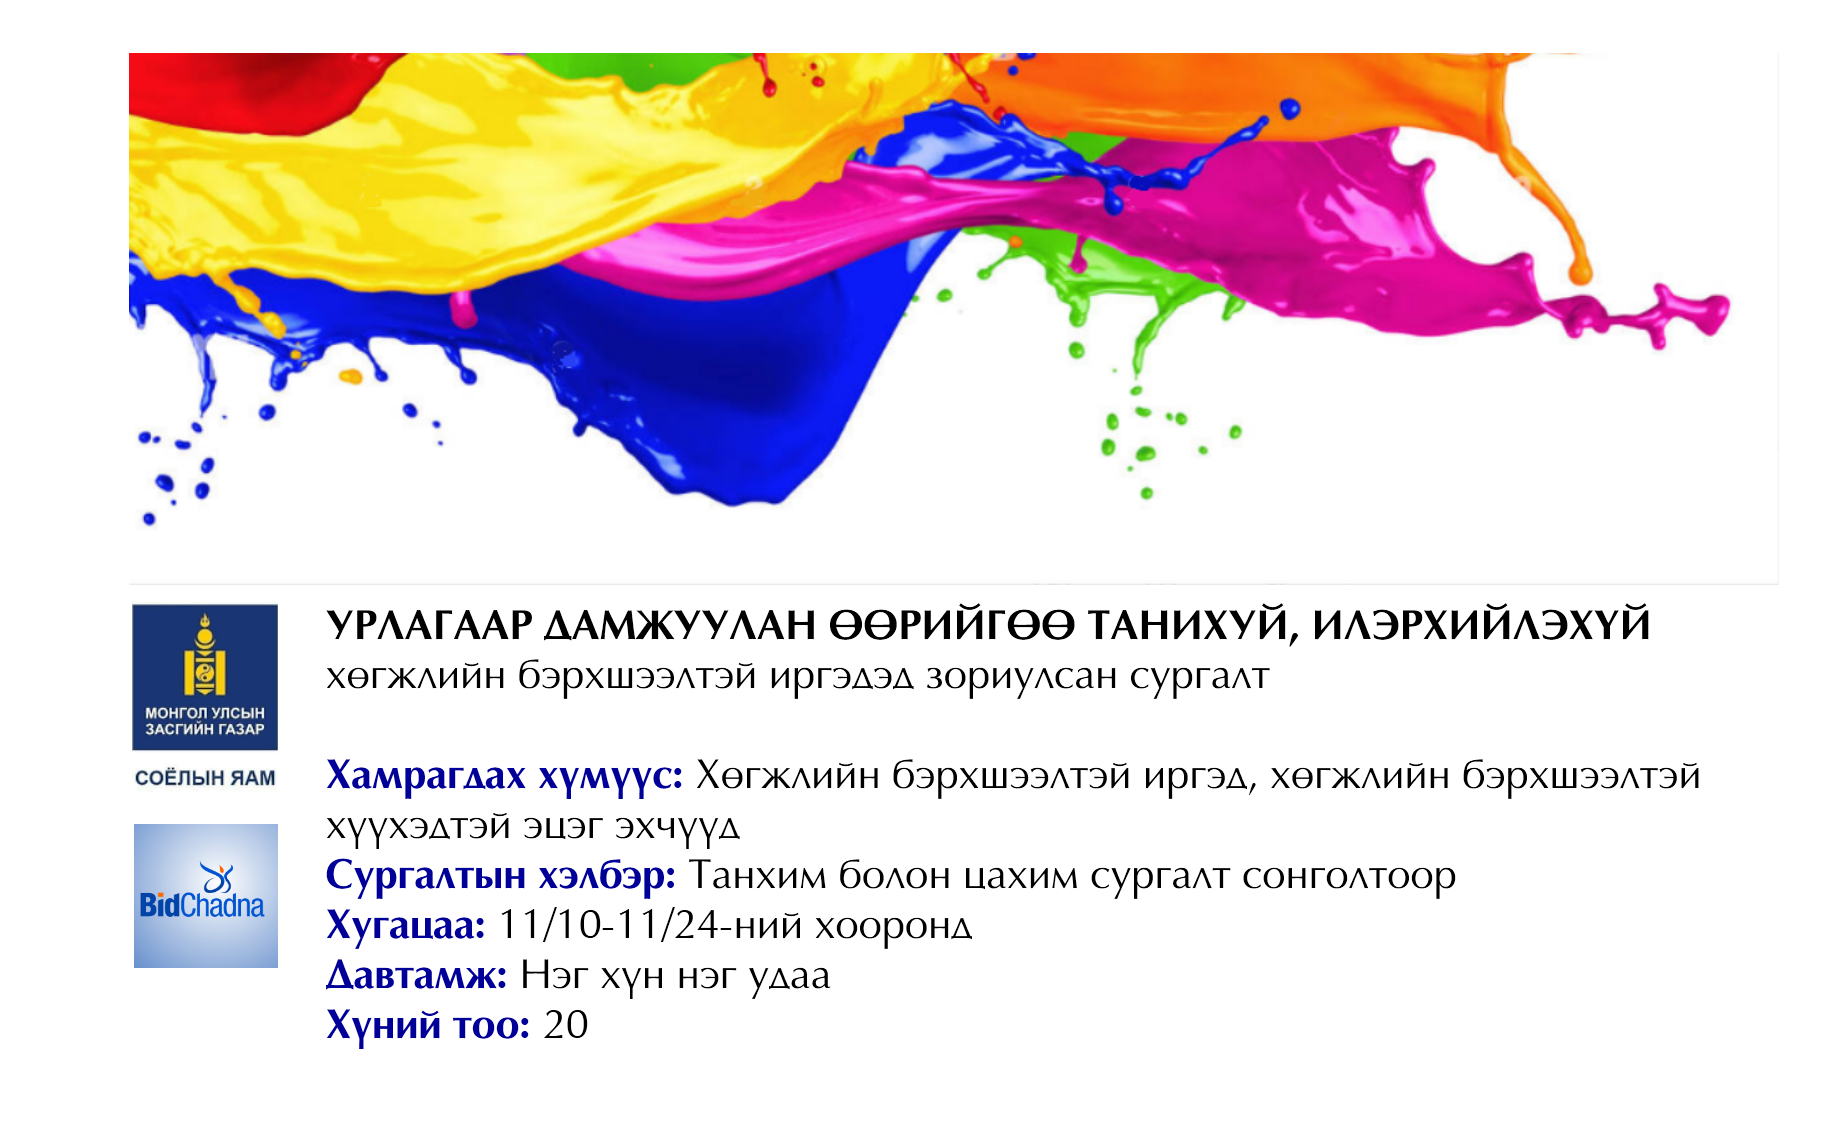 УРЛАГААР ДАМЖУУЛАН ӨӨРИЙГӨӨ ТАНИХУЙ, ИЛЭРХИЙЛЭХҮЙ
хөгжлийн бэрхшээлтэй иргэдэд зориулсан сургалт
МОНГОЛ УЛСЫН
ЗАСГИЙН ГАЗАР
СОЁЛЫН ЯАМ
Хамрагдах хүмүүс: Хөгжлийн бэрхшээлтэй иргэд, хөгжлийн бэрхшээлтэй
хүүхэдтэй эцэг эхчүүд
BidChadna
Сургалтын хэлбэр: Танхим болон цахим сургалт сонголтоор
Хугацаа: 11/10-11/24-ний хооронд
Давтамж: Нэг хүн нэг удаа
Хүний тоо: 20